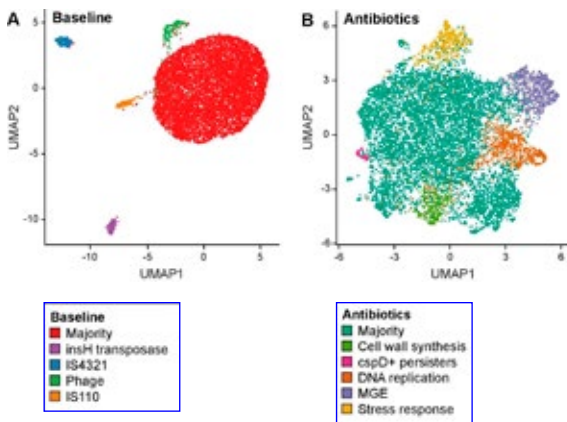 A Baseline
5
0
-5
-10
UMAP2
-10 -5 0 5
UMAP1
B Antibiotics
6
3
0
-3
-6
UMAP2
-6 -3 0 3 6
UMAP1
Baseline
Majority
insH transposase
IS4321
Phage
IS110
Antibiotics
Majority
Cell wall synthesis
cspD+ persisters
DNA replication
MGE
Stress response